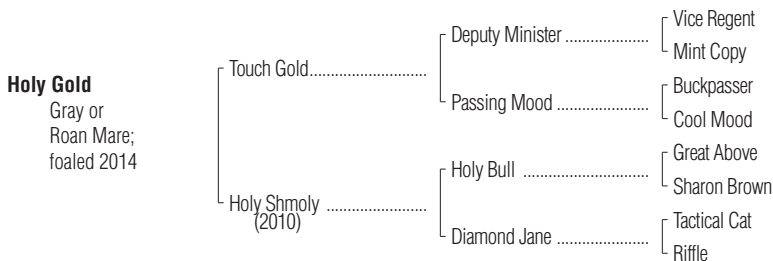 Holy Gold
Gray or
Roan Mare;
foaled 2014
Touch Gold..........................
Holy Shmoly ......................
(2010)
Deputy Minister ..................
Passing Mood ....................
Holy Bull ...........................
Diamond Jane ....................
Vice Regent
Mint Copy
Buckpasser
Cool Mood
Great Above
Sharon Brown
Tactical Cat
Riffle